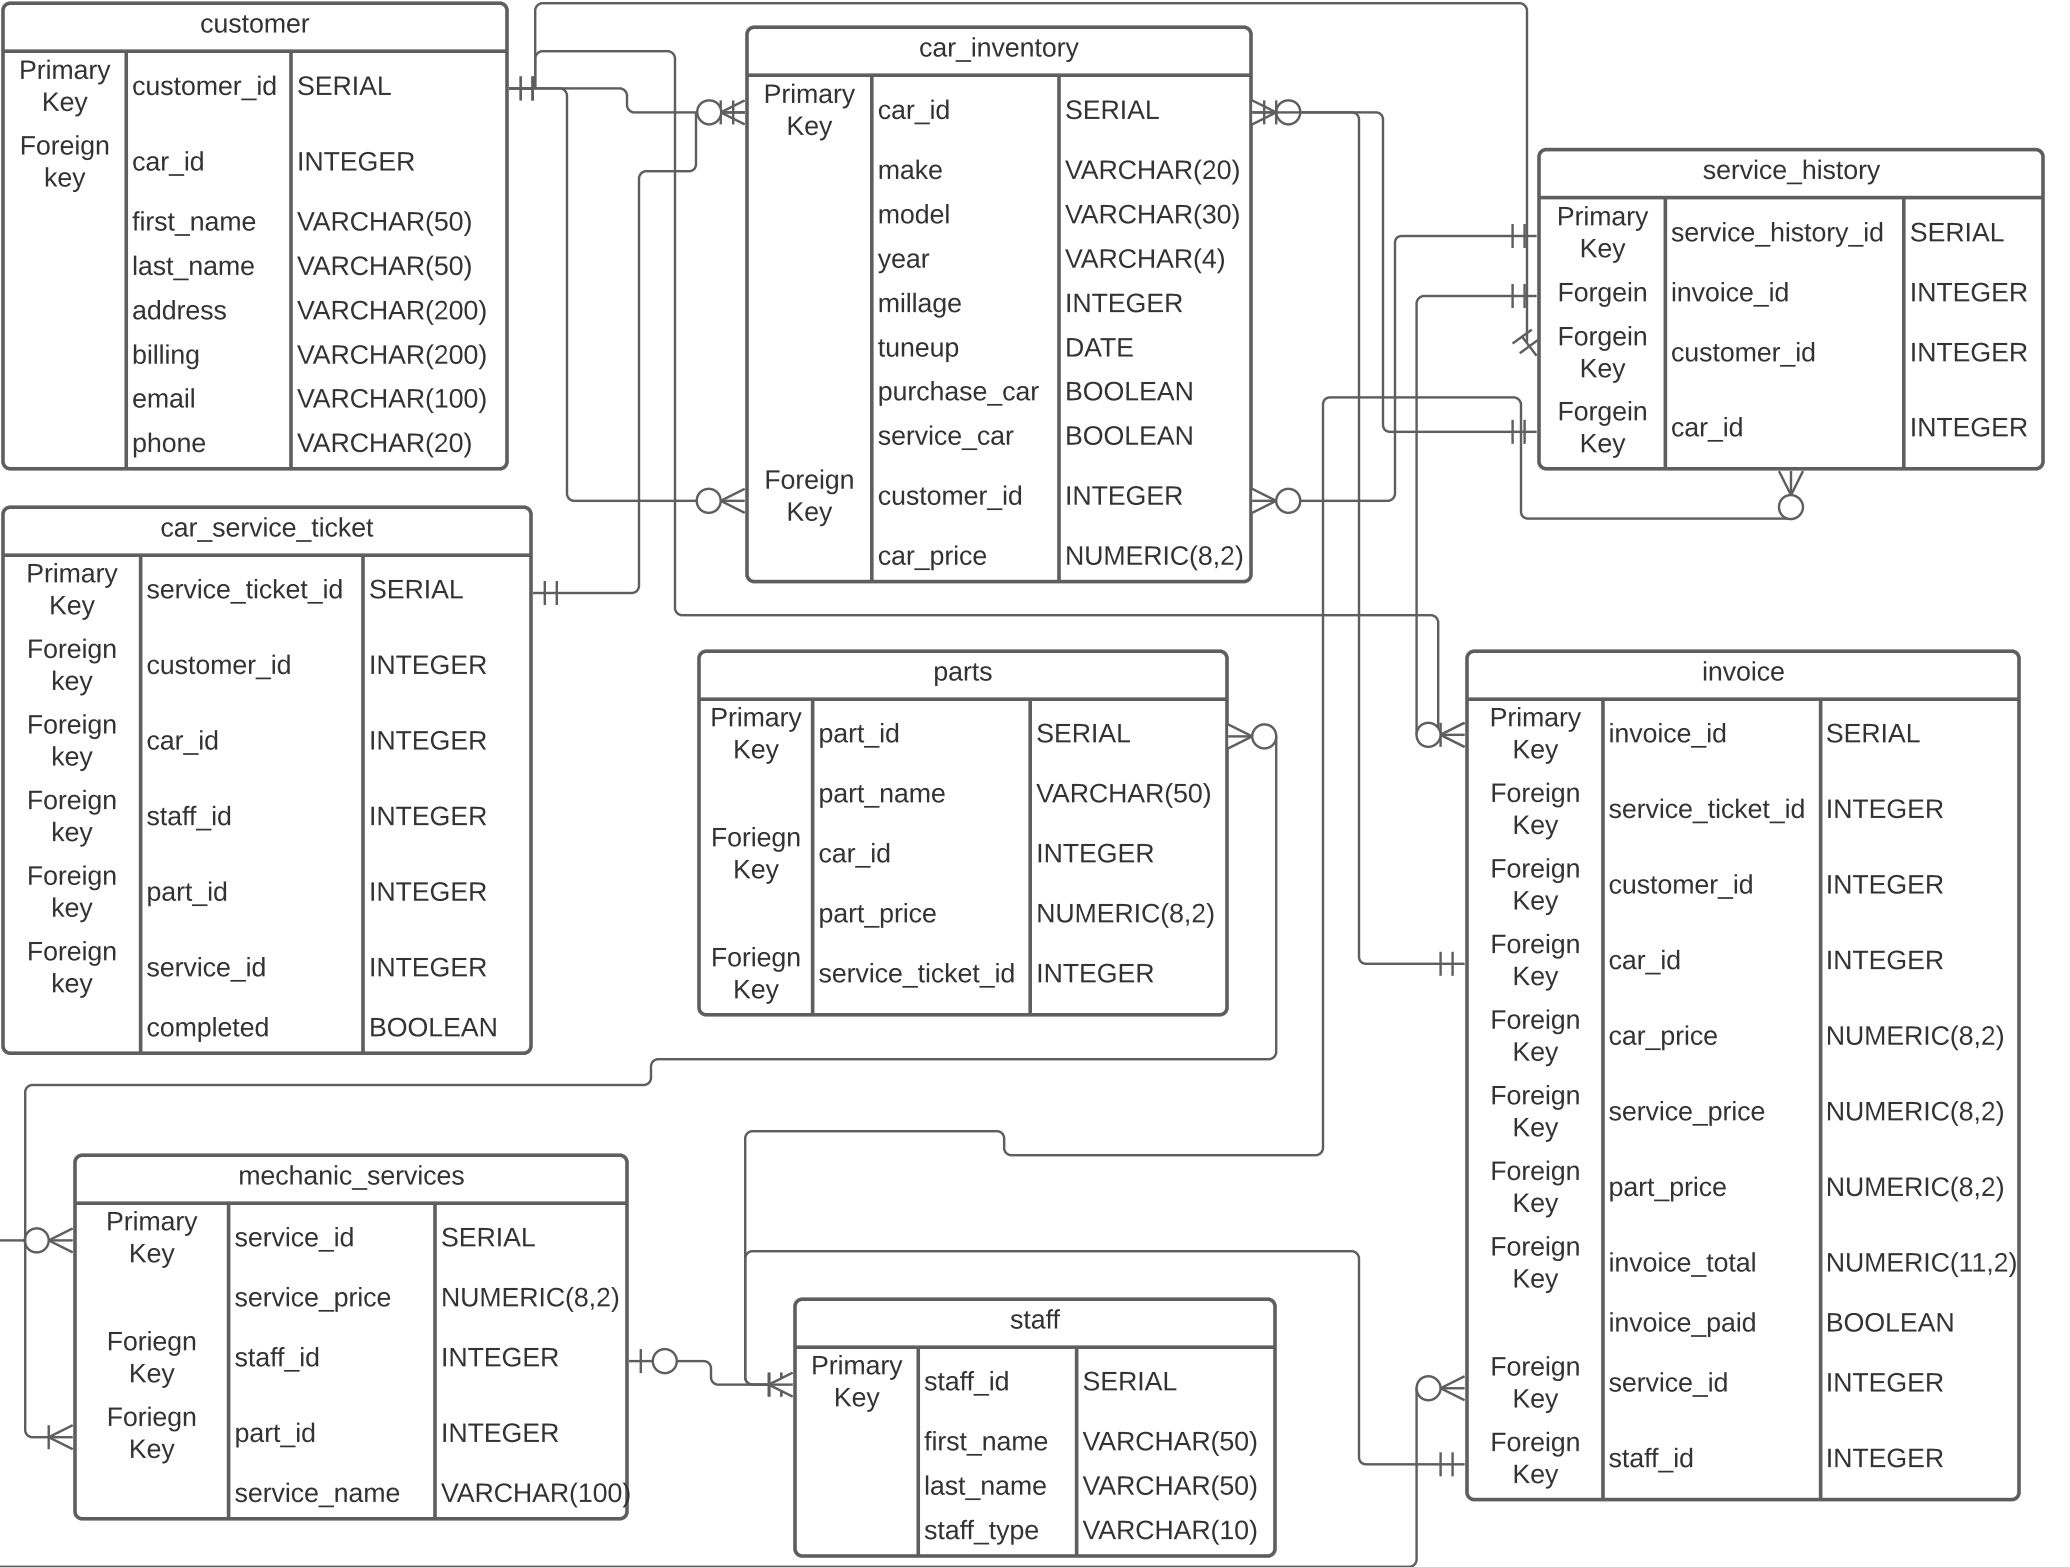 customer
Primary
Key
customer_id SERIAL
Foreign
key
car_id INTEGER
first_name VARCHAR(50)
last_name VARCHAR(50)
address VARCHAR(200)
billing VARCHAR(200)
email VARCHAR(100)
phone VARCHAR(20)
car_inventory
Primary
Key
car_id SERIAL
make VARCHAR(20)
model VARCHAR(30)
year VARCHAR(4)
millage INTEGER
tuneup DATE
purchase_car BOOLEAN
service_car BOOLEAN
Foreign
Key
customer_id INTEGER
car_price NUMERIC(8,2)
service_history
Primary
Key
service_history_id SERIAL
Forgein invoice_id INTEGER
Forgein
Key
customer_id INTEGER
Forgein
Key
car_id INTEGER
car_service_ticket
Primary
Key
service_ticket_id SERIAL
Foreign
key
customer_id INTEGER
Foreign
key
car_id INTEGER
Foreign
key
staff_id INTEGER
Foreign
key
part_id INTEGER
Foreign
key
service_id INTEGER
completed BOOLEAN
parts
Primary
Key
part_id SERIAL
part_name VARCHAR(50)
Foriegn
Key
car_id INTEGER
part_price NUMERIC(8,2)
Foriegn
Key
service_ticket_id INTEGER
invoice
Primary
Key
invoice_id SERIAL
Foreign
Key
service_ticket_id INTEGER
Foreign
Key
customer_id INTEGER
Foreign
Key
car_id INTEGER
Foreign
Key
car_price NUMERIC(8,2)
Foreign
Key
service_price NUMERIC(8,2)
Foreign
Key
part_price NUMERIC(8,2)
Foreign
Key
invoice_total NUMERIC(11,2)
invoice_paid BOOLEAN
Foreign
Key
service_id INTEGER
Foreign
Key
staff_id INTEGER
mechanic_services
Primary
Key
service_id SERIAL
service_price NUMERIC(8,2)
Foriegn
Key
staff_id INTEGER
Foriegn
Key
part_id INTEGER
service_name VARCHAR(100)
staff
Primary
Key
staff_id SERIAL
first_name VARCHAR(50)
last_name VARCHAR(50)
staff_type VARCHAR(10)